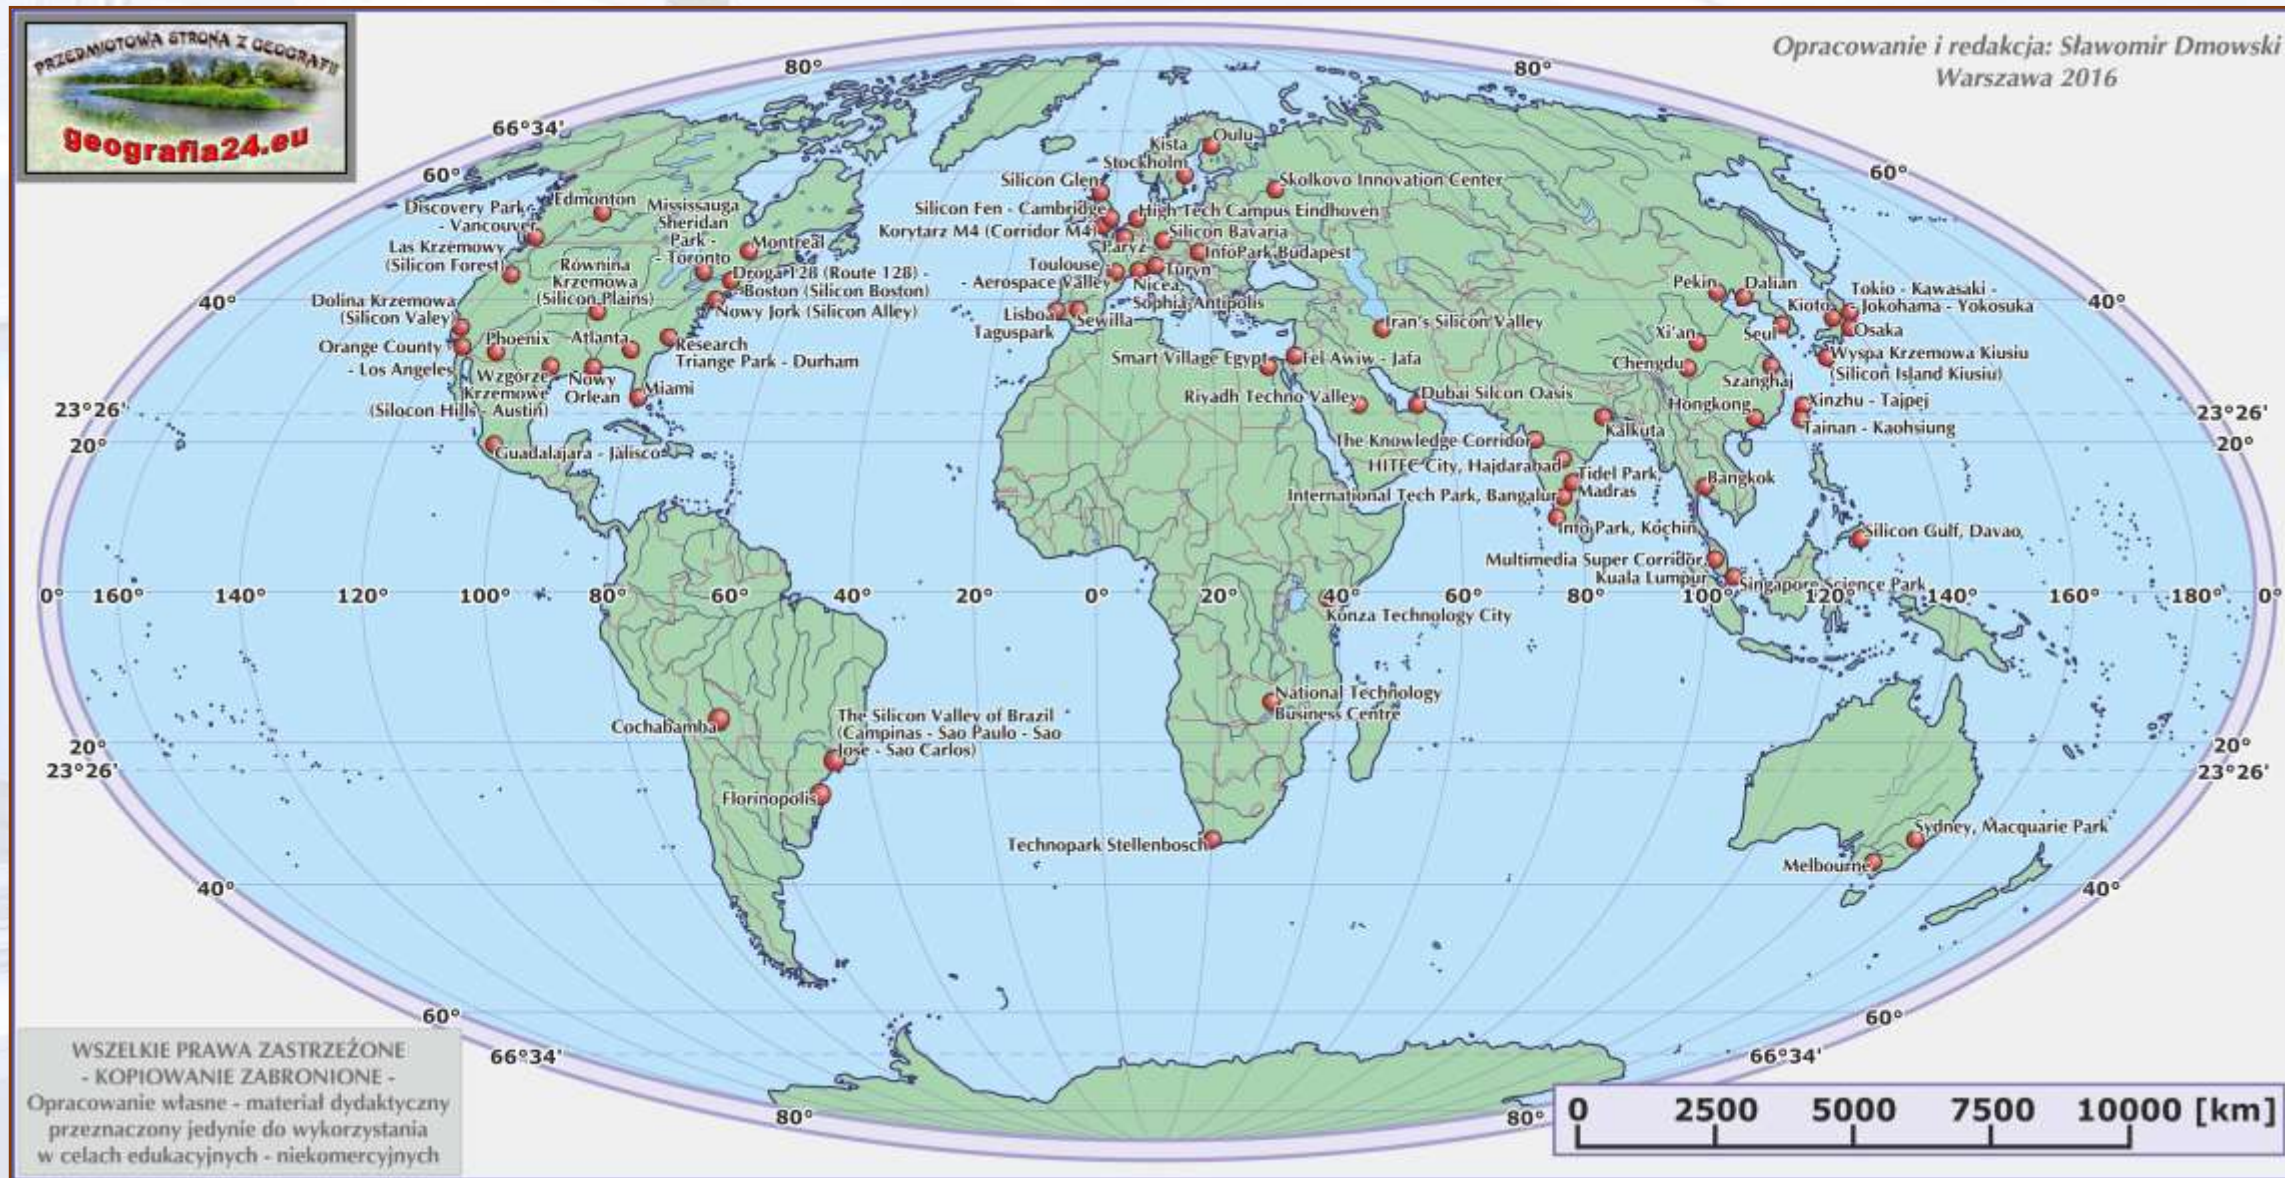 PRZEDMIOTOWA STRONA Z GEOGRAFII
geografia24.eu
Opracowanie i redakcja: Sławomir Dmowski
Warszawa 2016
80°
80°
66°34'
60°
60°
40°
40°
23°26'
23°26'
20°
20°
Oulu
Kista
Stockholm
Silicon Glen
Skolkovo Innovation Center
Silicon Fen - Cambridge
High Tech Campus Eindhoven
Korytarz M4 (Corridor M4)
Silicon Bavaria
Paryż
InfoPark Budapest
Toulouse
- Aerospace Valley
Turyn
Nicea,
Sophia-Antipolis
Lisboa
Taguspark
Sewilla
Discovery Park
- Vancouver
Edmonton
Mississauga
Sheridan
Park -
- Toronto
Montreal
Las Krzemowy
(Silicon Forest)
Równina
Krzemowa
(Silicon Plains)
Droga 128 (Route 128) -
Boston (Silicon Boston)
Dolina Krzemowa
(Silicon Valey)
Nowy Jork (Silicon Alley)
Orange County
- Los Angeles
Phoenix
Atlanta
Research
Triange Park - Durham
Wzgórze
Krzemowe
(Silocon Hills - Austin)
Nowy
Orlean
Miami
Guadalajara - Jalisco
Iran's Silicon Valley
Smart Village Egypt
Tel Awiw - Jafa
Riyadh Techno Valley
Dubai Silcon Oasis
Pekin
Dalian
Tokio - Kawasaki -
- Jokohama - Yokosuka
Kioto
Seul
Osaka
Xi'an
Wyspa Krzemowa Kiusiu
(Silicon Island Kiusiu)
Chengdu
Szanghaj
Hongkong
Xinzhu - Tajpej
Tainan - Kaohsiung
Kalkuta
The Knowledge Corridor
HITEC City, Hajdarabad
Tidel Park,
Madras
International Tech Park, Bangalur
Bangkok
Info Park, Kochin
Silicon Gulf, Davao,
Multimedia Super Corridor,
Kuala Lumpur
Singapore Science Park
0° 160° 140° 120° 100° 80° 60° 40° 20° 0° 20° 40° 60° 80° 100° 120° 140° 160° 180° 0°
Konza Technology City
National Technology
Business Centre
Cochabamba
The Silicon Valley of Brazil
(Campinas - Sao Paulo - Sao
Jose - Sao Carlos)
Florinopolis
Technopark Stellenbosch
Sydney, Macquarie Park
Melbourne
20°
20°
23°26'
23°26'
40°
40°
60°
60°
66°34'
66°34'
80°
80°
WSZELKIE PRAWA ZASTRZEŻONE
- KOPIOWANIE ZABRONIONE -
Opracowanie własne - materiał dydaktyczny
przeznaczony jedynie do wykorzystania
w celach edukacyjnych - niekomercyjnych
0 2500 5000 7500 10000 [km]